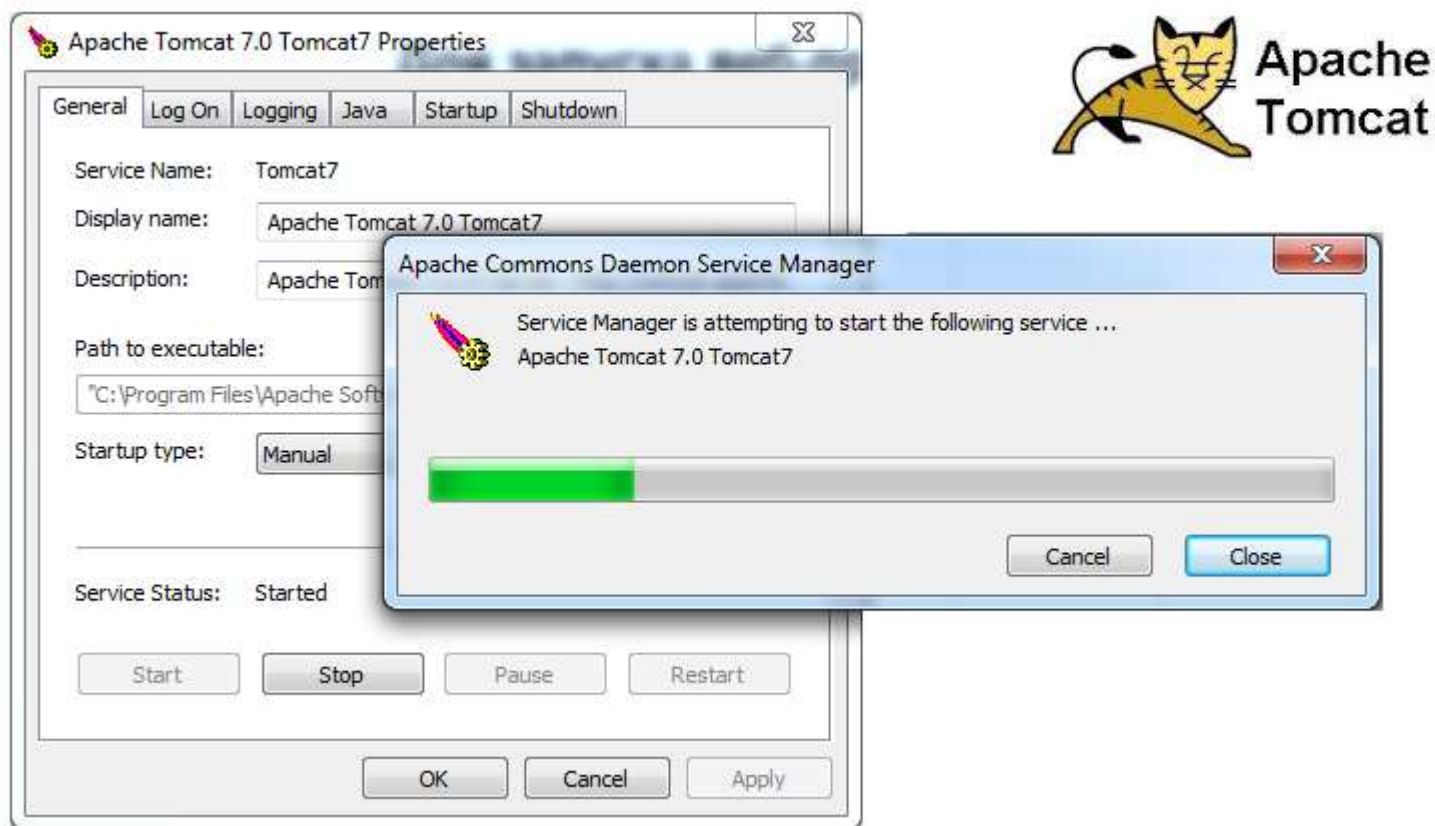 Apache Tomcat 7.0 Tomcat7 Properties
General Log On Logging Java Startup Shutdown
Service Name: Tomcat7
Display name: Apache Tomcat 7.0 Tomcat7
Description: Apache Tom
Path to executable:
"C:\Program Files\Apache Soft
Startup type: Manual
Service Status: Started
Start Stop Pause Restart
OK Cancel Apply
Apache
Tomcat
Apache Commons Daemon Service Manager
Service Manager is attempting to start the following service ...
Apache Tomcat 7.0 Tomcat7
Cancel Close